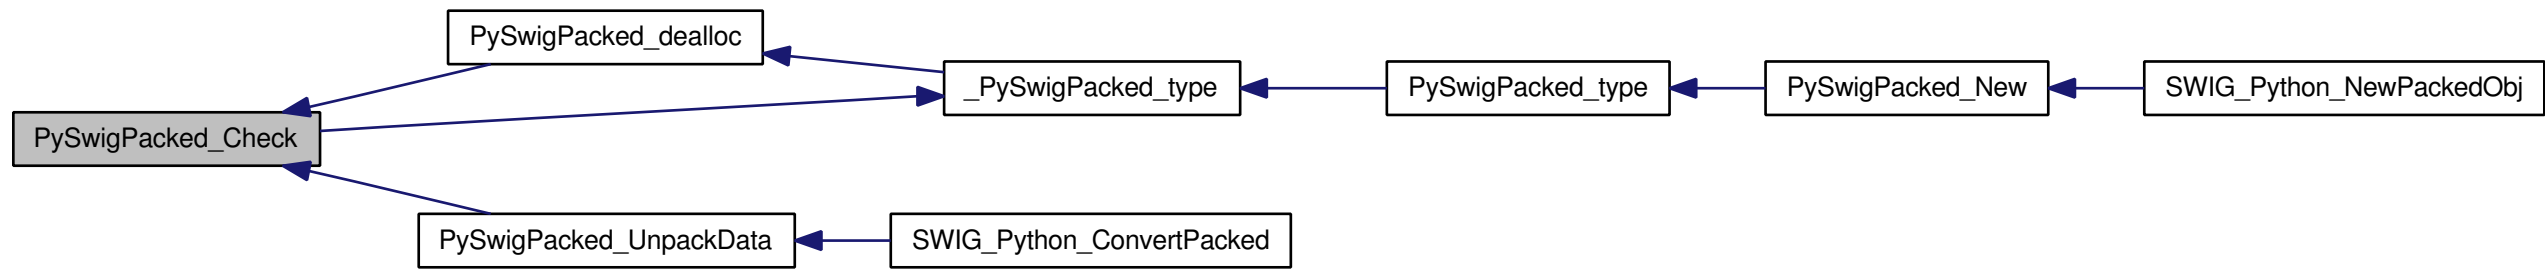 PySwigPacked_Check
PySwigPacked_dealloc
_PySwigPacked_type
PySwigPacked_type
PySwigPacked_New
SWIG_Python_NewPackedObj
PySwigPacked_UnpackData
SWIG_Python_ConvertPacked